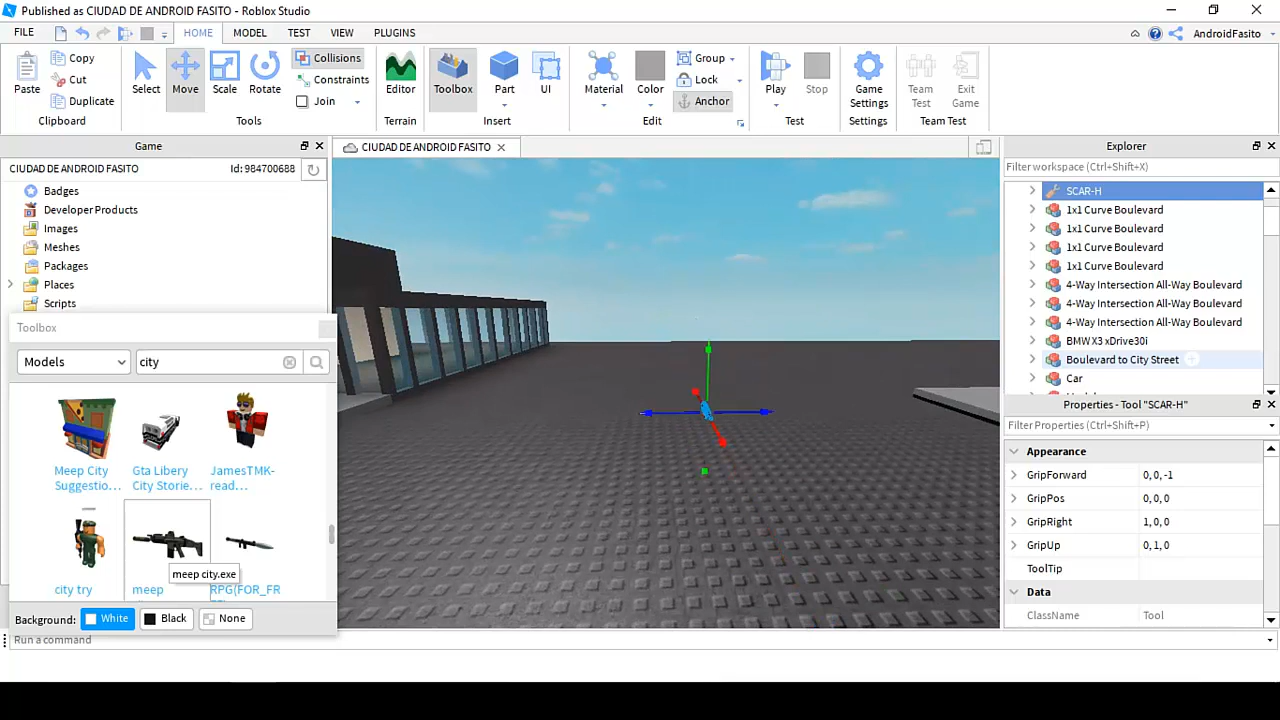 Published as CIUDAD DE ANDROID FASITO - Roblox Studio
FILE HOME MODEL TEST VIEW PLUGINS AndroidFasito
Paste Copy Cut Duplicate
Clipboard
Select Move Scale Rotate Collisions Constraints Join
Tools
Editor
Terrain
Toolbox Part UI
Insert
Material Color Group Lock Anchor
Edit
Play Stop
Test
Game Settings
Settings
Team Test Exit Game
Team Test
Game
CIUDAD DE ANDROID FASITO Id: 984700688
Badges
Developer Products
Images
Meshes
Packages
Places
Scripts
Toolbox
Models city
Meep City Suggestio...
Gta Libery City Storie...
JamesTMK- read...
city try
meep
RPG(FOR_FR
meep city.exe
Background: White Black None
Run a command
CIUDAD DE ANDROID FASITO
Explorer
Filter workspace (Ctrl+Shift+X)
SCAR-H
1x1 Curve Boulevard
1x1 Curve Boulevard
1x1 Curve Boulevard
1x1 Curve Boulevard
4-Way Intersection All-Way Boulevard
4-Way Intersection All-Way Boulevard
4-Way Intersection All-Way Boulevard
BMW X3 xDrive30i
Boulevard to City Street
Car
Properties - Tool "SCAR-H"
Filter Properties (Ctrl+Shift+P)
Appearance
GripForward 0, 0, -1
GripPos 0, 0, 0
GripRight 1, 0, 0
GripUp 0, 1, 0
ToolTip
Data
ClassName Tool